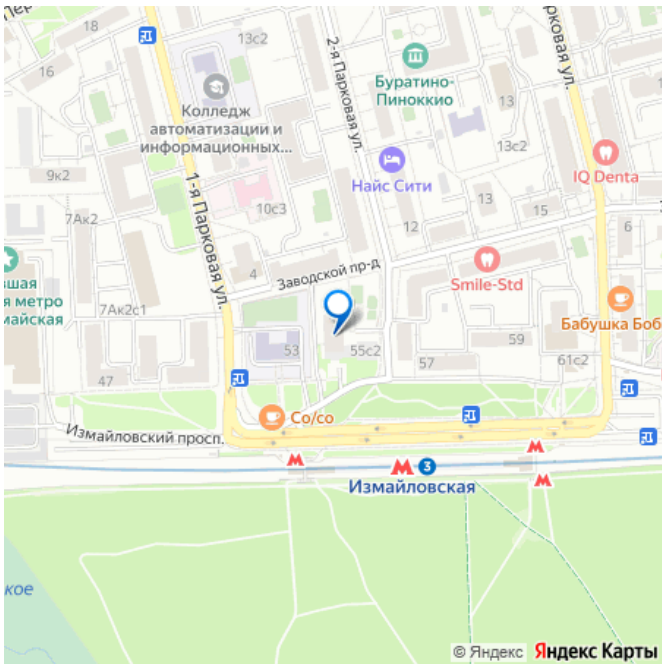 18
13с2
16
2-я Парковая ул.
Парковая ул.
Буратино-
Пиноккио
Колледж
автоматизации и
информационных...
13
13с2
IQ Denta
9к2
Найс Сити
1-я Парковая ул.
7Ак2
10с3
13
12
15
6
4
Заводской пр-д
Smile-Std
вшая
я метро
майская
7Ак2с1
Бабушка Боб
53
55с2
57
59
61с2
47
Co/co
Измайловский просп.
М
М 3
М
Измайловская
М
кое
© Яндекс Яндекс Карты